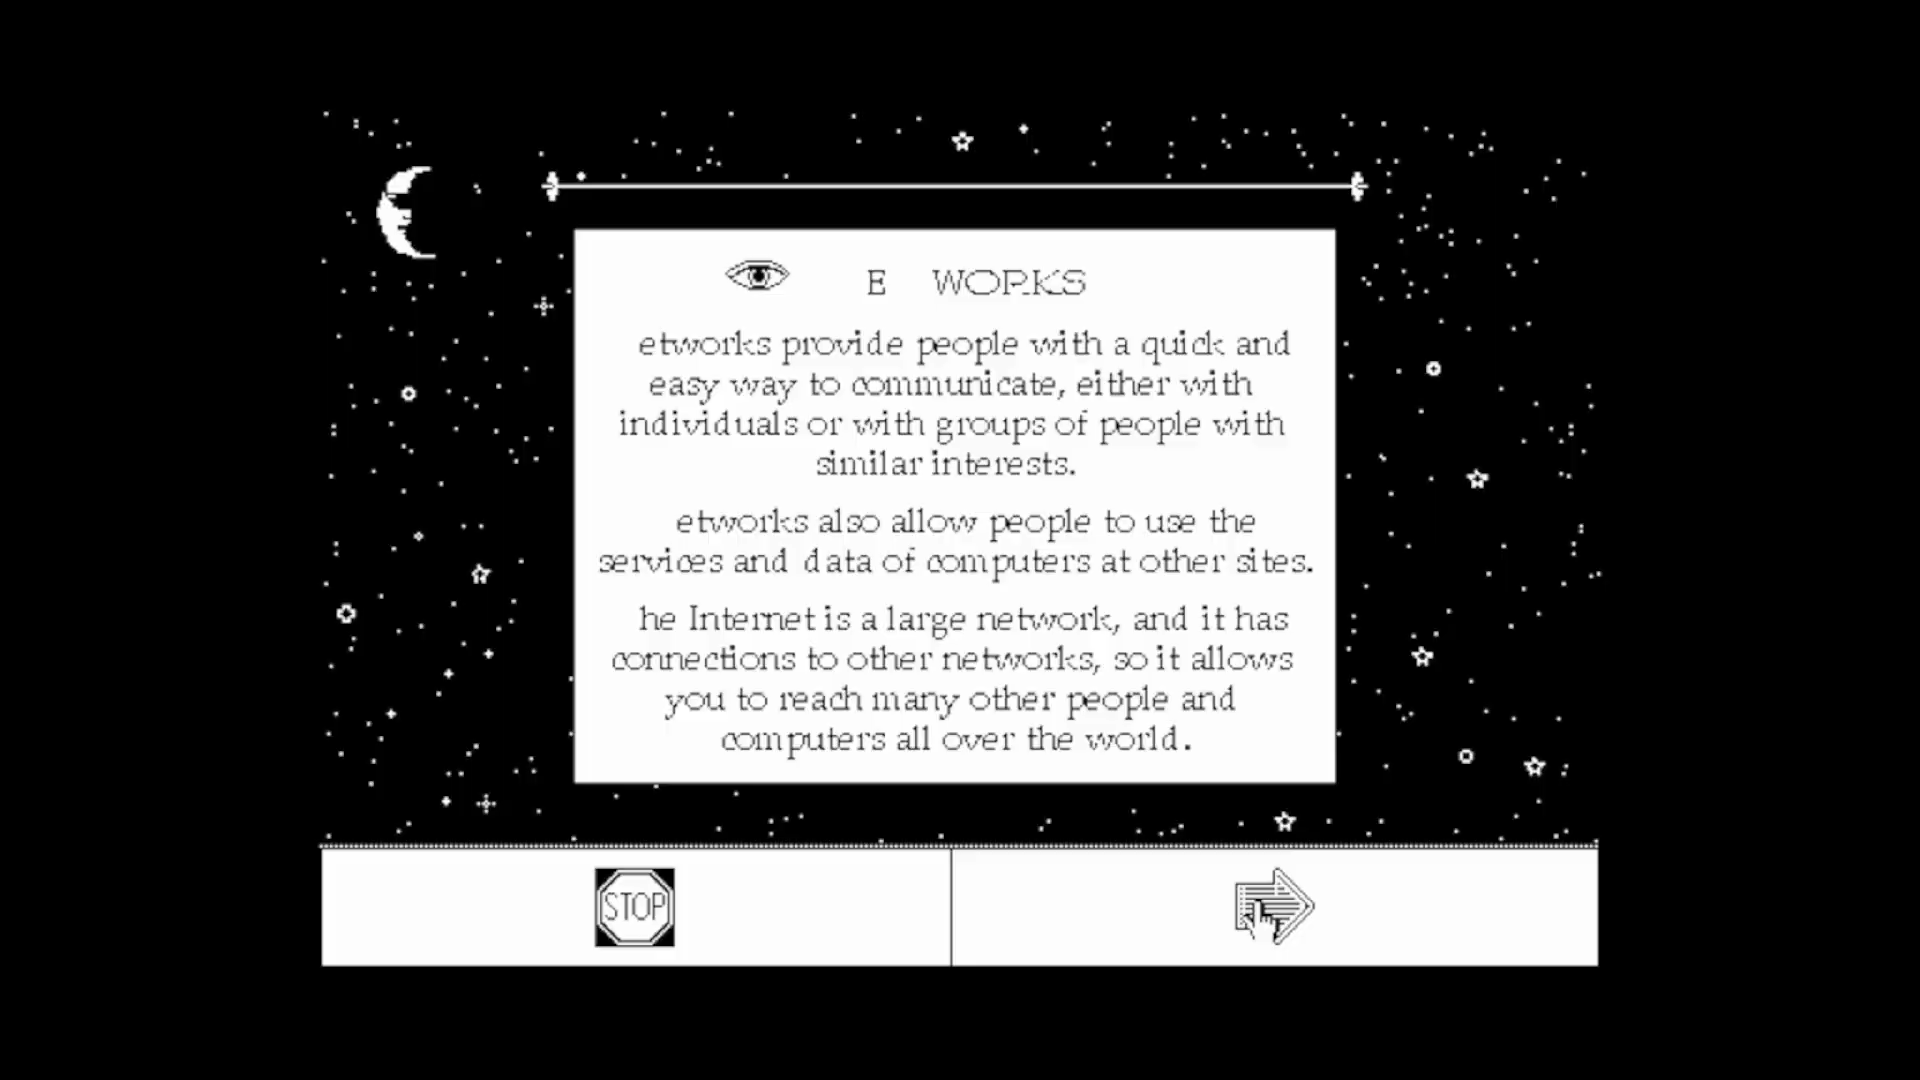 E WORKS
etworks provide people with a quick and
easy way to communicate, either with
individuals or with groups of people with
similar interests.
etworks also allow people to use the
services and data of computers at other sites.
he Internet is a large network, and it has
connections to other networks, so it allows
you to reach many other people and
computers all over the world.
STOP